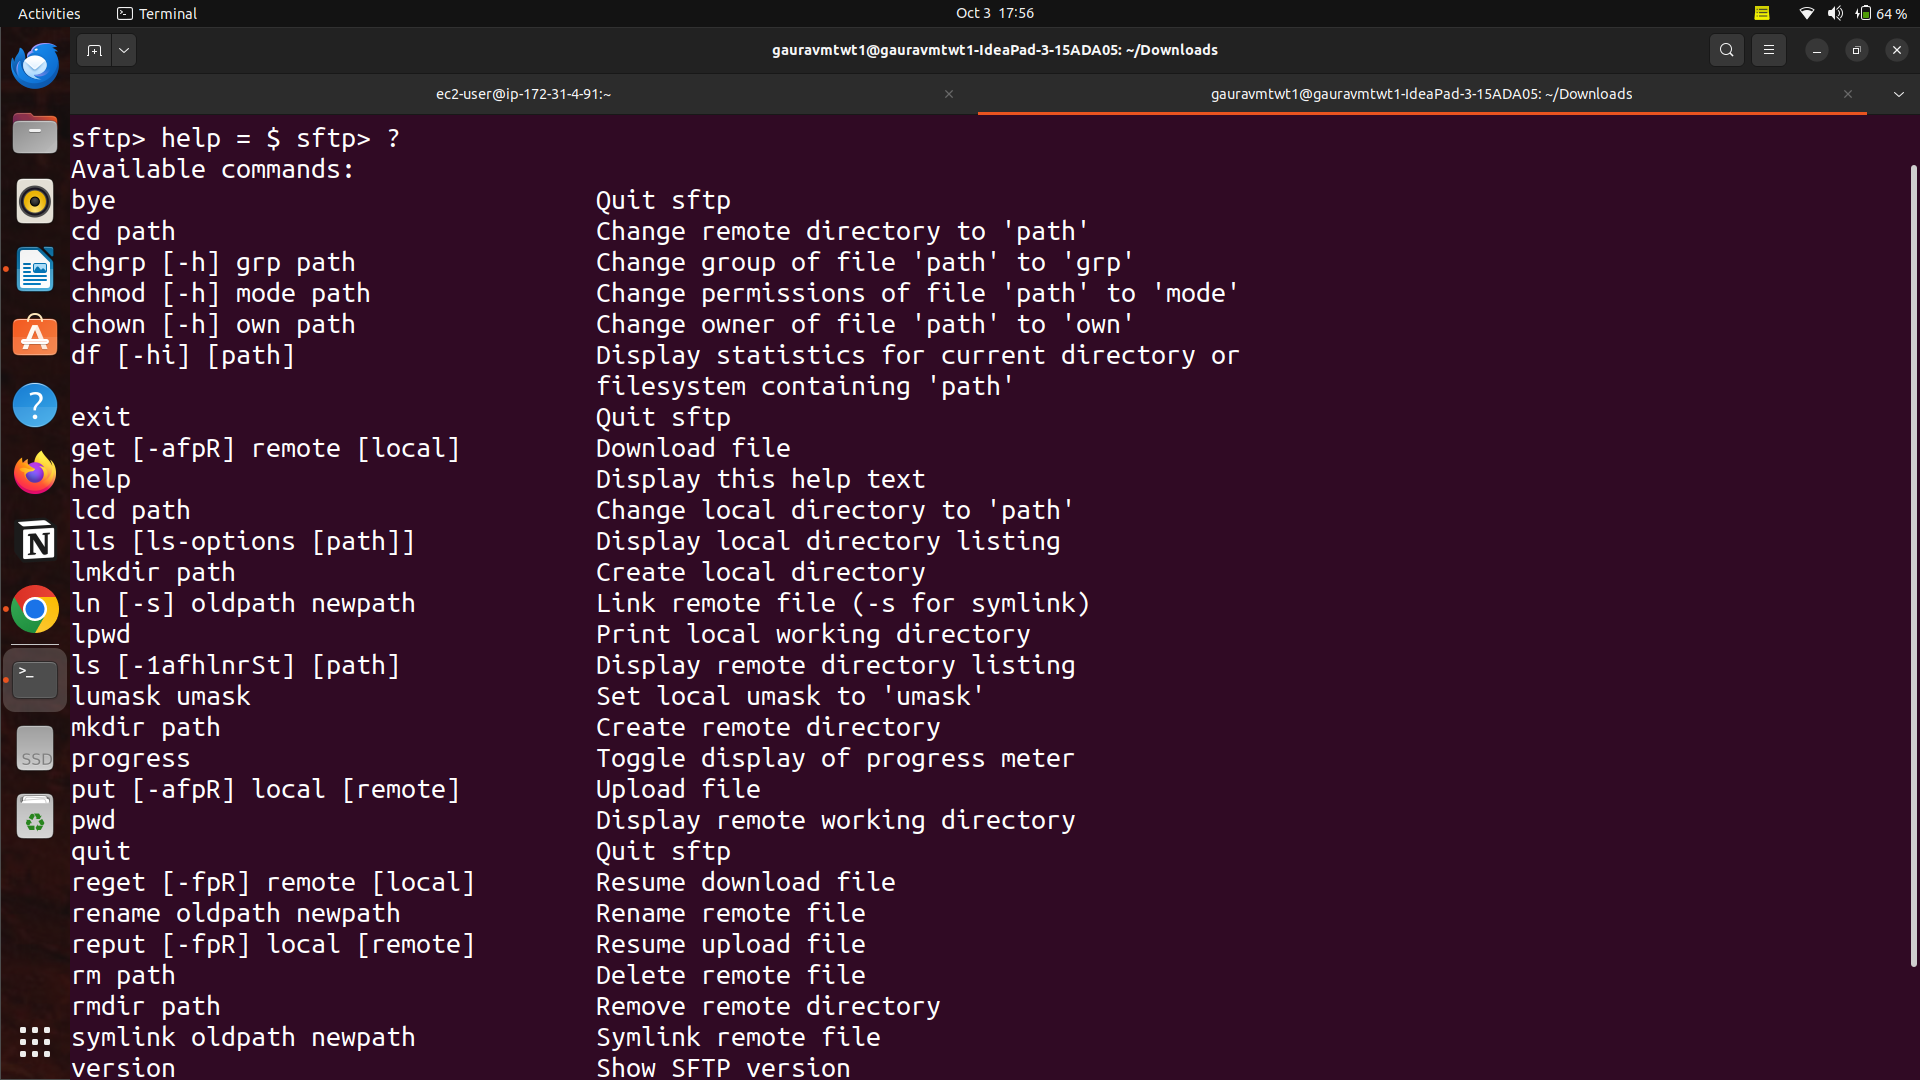 Activities Terminal Oct 3 17:56 64 %
gauravmtwt1@gauravmtwt1-IdeaPad-3-15ADA05: ~/Downloads
ec2-user@ip-172-31-4-91:~ gauravmtwt1@gauravmtwt1-IdeaPad-3-15ADA05: ~/Downloads
sftp> help = $ sftp> ?
Available commands:
bye Quit sftp
cd path Change remote directory to 'path'
chgrp [-h] grp path Change group of file 'path' to 'grp'
chmod [-h] mode path Change permissions of file 'path' to 'mode'
chown [-h] own path Change owner of file 'path' to 'own'
df [-hi] [path] Display statistics for current directory or
filesystem containing 'path'
exit Quit sftp
get [-afpR] remote [local] Download file
help Display this help text
lcd path Change local directory to 'path'
lls [ls-options [path]] Display local directory listing
lmkdir path Create local directory
ln [-s] oldpath newpath Link remote file (-s for symlink)
lpwd Print local working directory
ls [-1afhlnrSt] [path] Display remote directory listing
lumask umask Set local umask to 'umask'
mkdir path Create remote directory
progress Toggle display of progress meter
put [-afpR] local [remote] Upload file
pwd Display remote working directory
quit Quit sftp
reget [-fpR] remote [local] Resume download file
rename oldpath newpath Rename remote file
reput [-fpR] local [remote] Resume upload file
rm path Delete remote file
rmdir path Remove remote directory
symlink oldpath newpath Symlink remote file
version Show SFTP version
SSD